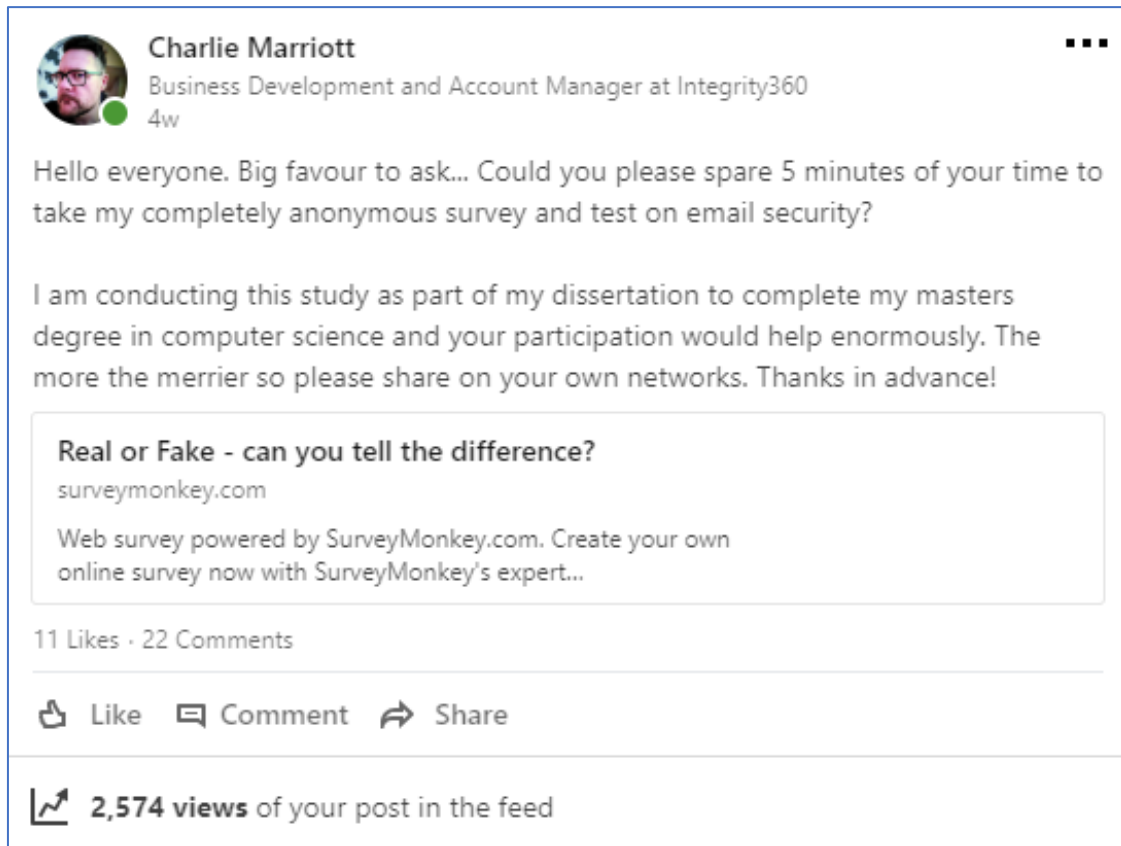 Charlie Marriott
Business Development and Account Manager at Integrity360
4w
Hello everyone. Big favour to ask... Could you please spare 5 minutes of your time to
take my completely anonymous survey and test on email security?
I am conducting this study as part of my dissertation to complete my masters
degree in computer science and your participation would help enormously. The
more the merrier so please share on your own networks. Thanks in advance!
Real or Fake - can you tell the difference?
surveymonkey.com
Web survey powered by SurveyMonkey.com. Create your own
online survey now with SurveyMonkey's expert...
11 Likes · 22 Comments
Like Comment Share
2,574 views of your post in the feed